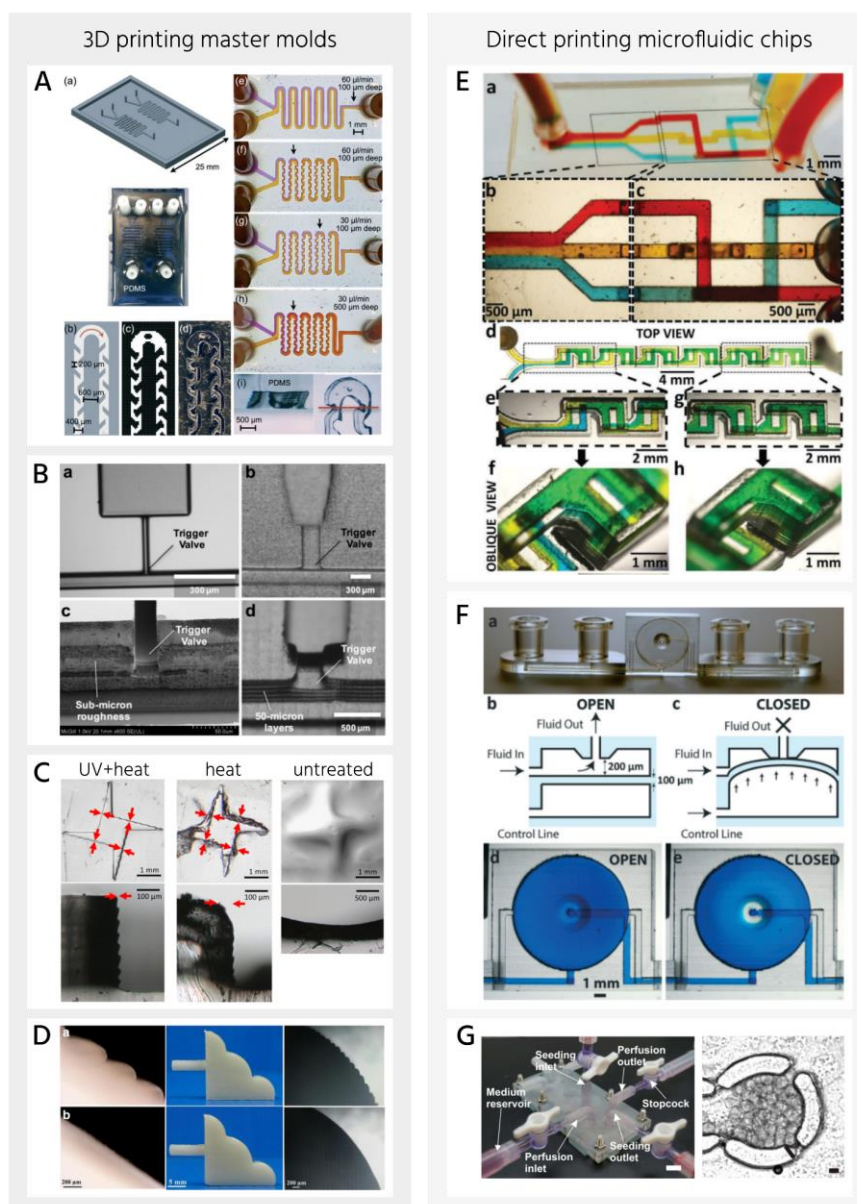 3D printing master molds
Direct printing microfluidic chips
A
(a)
25 mm
PDMS
(b)
200 µm
600 µm
400 µm
(c)
(d)
(e)
60 µl/min
100 µm deep
1 mm
(f)
60 µl/min
100 µm deep
(g)
30 µl/min
100 µm deep
(h)
30 µl/min
500 µm deep
(i)
PDMS
500 µm
B
a
Trigger
Valve
300 µm
b
Trigger
Valve
300 µm
c
Trigger
Valve
Sub-micron
roughness
d
Trigger
Valve
50-micron
layers
500 µm
C
UV+heat
heat
untreated
1 mm
1 mm
1 mm
100 µm
100 µm
500 µm
D
a
b
200 µm
5 mm
200 µm
E
a
1 mm
b
c
500 µm
500 µm
d
TOP VIEW
4 mm
e
g
2 mm
2 mm
OBLIQUE VIEW
f
h
1 mm
1 mm
F
a
b
OPEN
Fluid Out
Fluid In
200 µm
100 µm
Control Line
c
CLOSED
Fluid Out
Fluid In
Control Line
d
OPEN
e
CLOSED
1 mm
G
Seeding
inlet
Perfusion
outlet
Medium
reservoir
Stopcock
Perfusion
inlet
Seeding
outlet